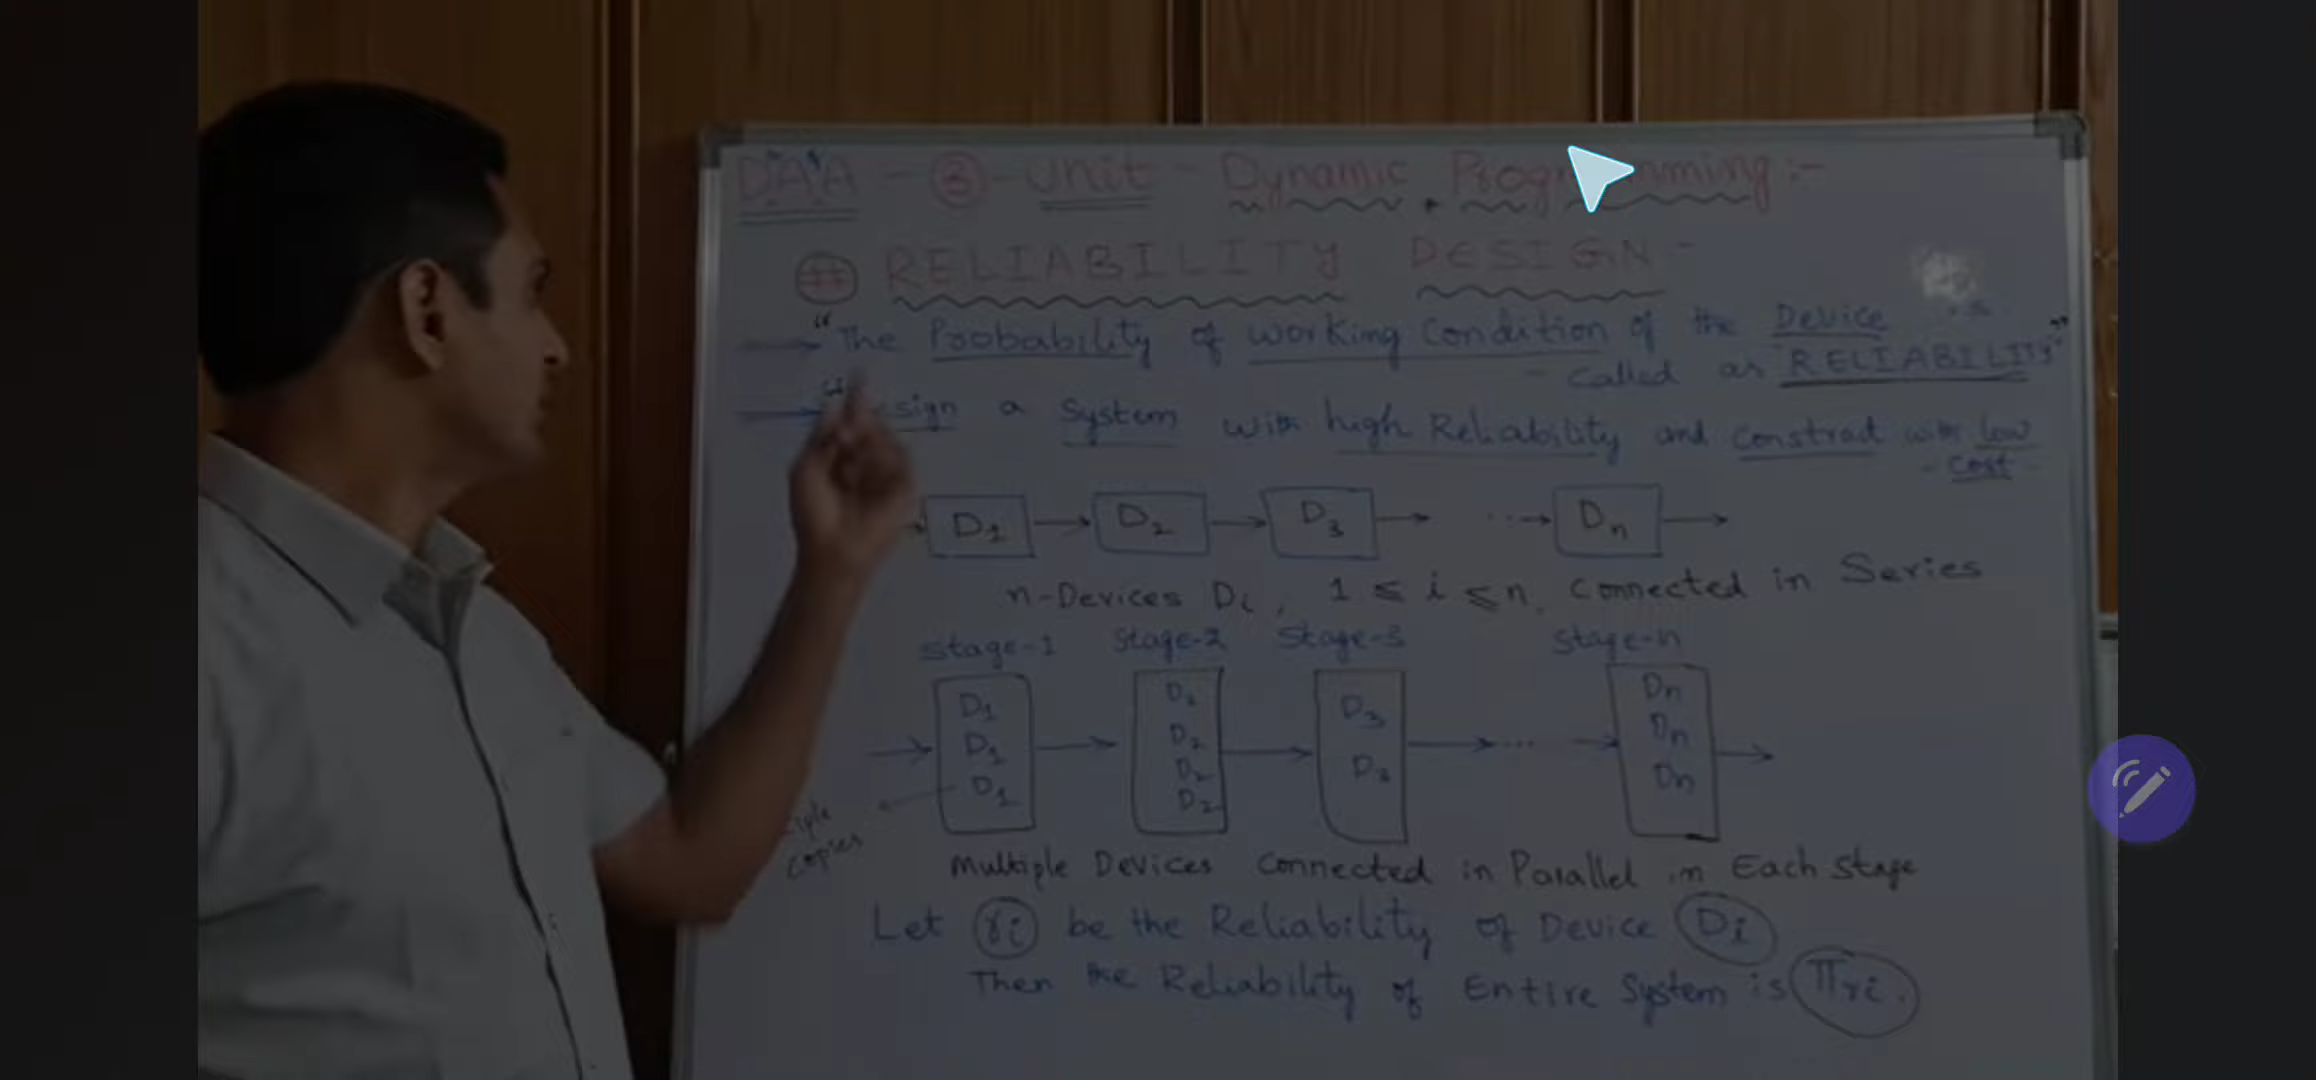 DAA - 3 - Unit - Dynamic Programming :-
# RELIABILITY DESIGN -
"The Probability of working Condition of the Device is
called as RELIABILITY"
"Design a System with high Reliability and constract with low
- cost -
D1 D2 D3 ... Dn
n-Devices Di, 1 ≤ i ≤ n, Connected in Series
stage-1 stage-2 stage-3 stage-n
D1 D2 D3 Dn
D1 D2 D3 Dn
D1 D2 Dn
D2
copies
Multiple Devices Connected in Parallel in Each Stage
Let ri be the Reliability of Device Di
Then the Reliability of Entire System is πri.